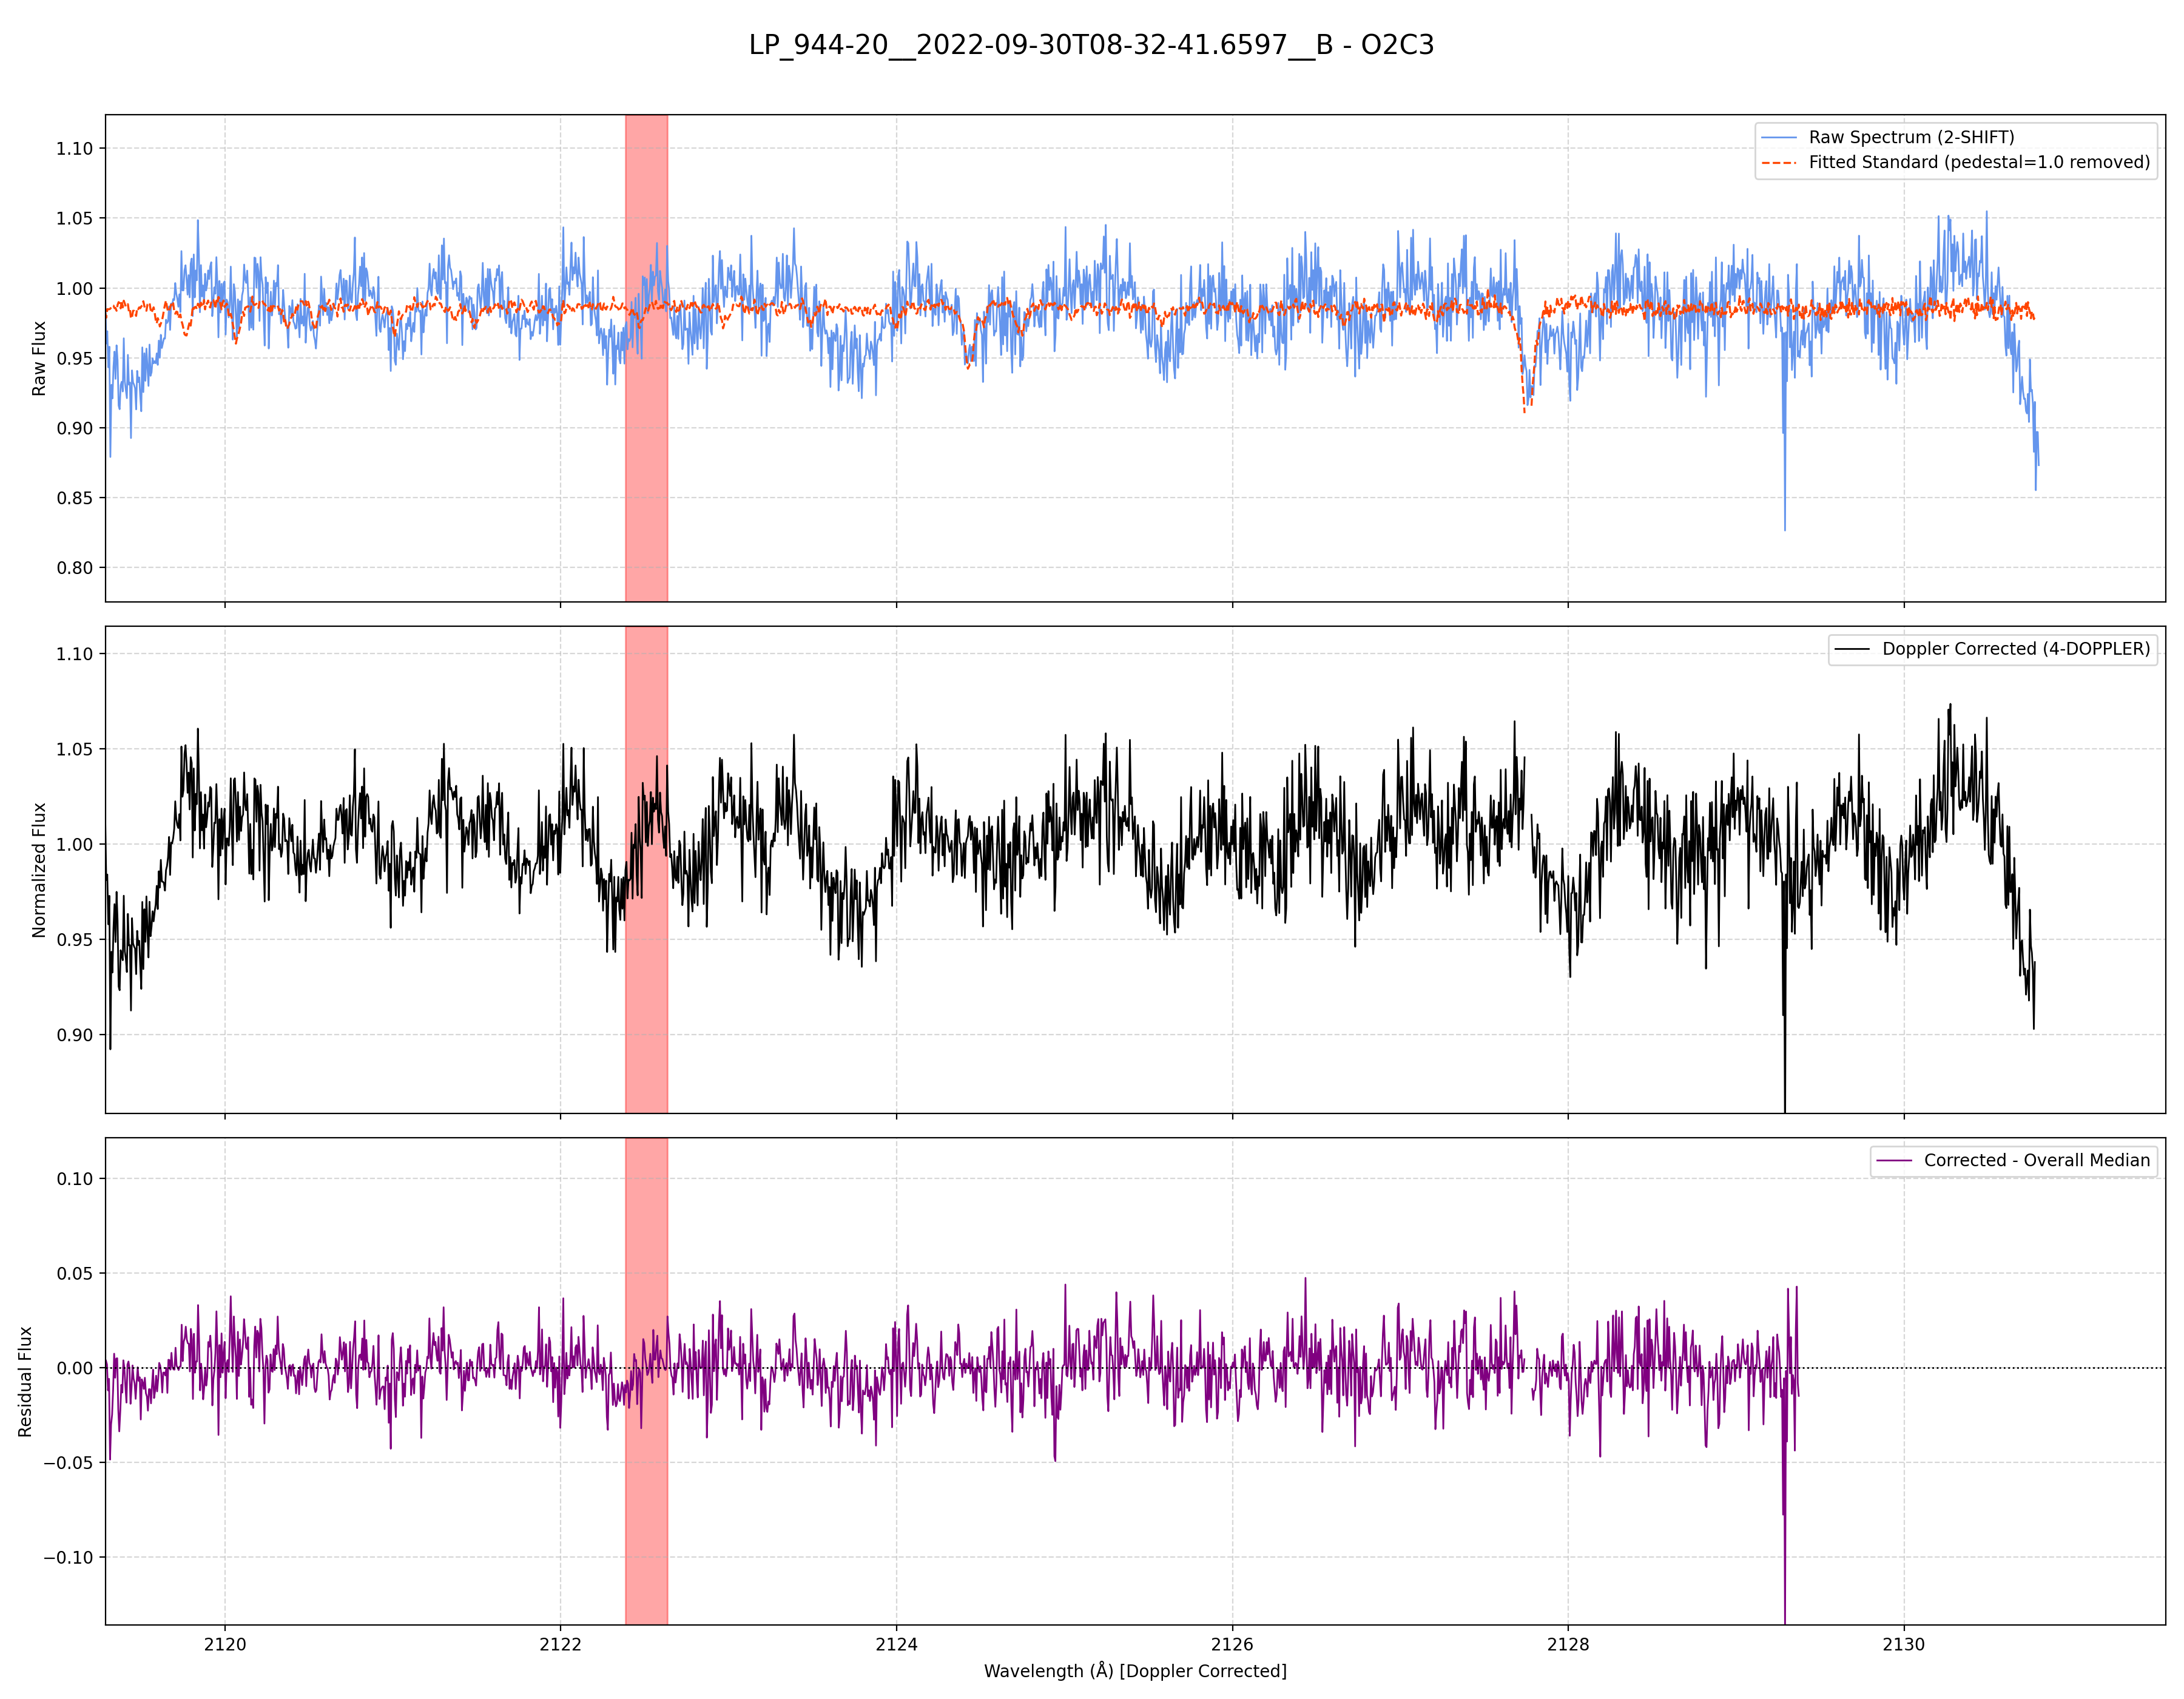 LP_944-20__2022-09-30T08-32-41.6597__B - O2C3
1.10
1.05
1.00
0.95
0.90
0.85
0.80
Raw Flux
Raw Spectrum (2-SHIFT)
Fitted Standard (pedestal=1.0 removed)
1.10
1.05
1.00
0.95
0.90
Normalized Flux
Doppler Corrected (4-DOPPLER)
0.10
0.05
0.00
−0.05
−0.10
Residual Flux
Corrected - Overall Median
2120 2122 2124 2126 2128 2130
Wavelength (Å) [Doppler Corrected]